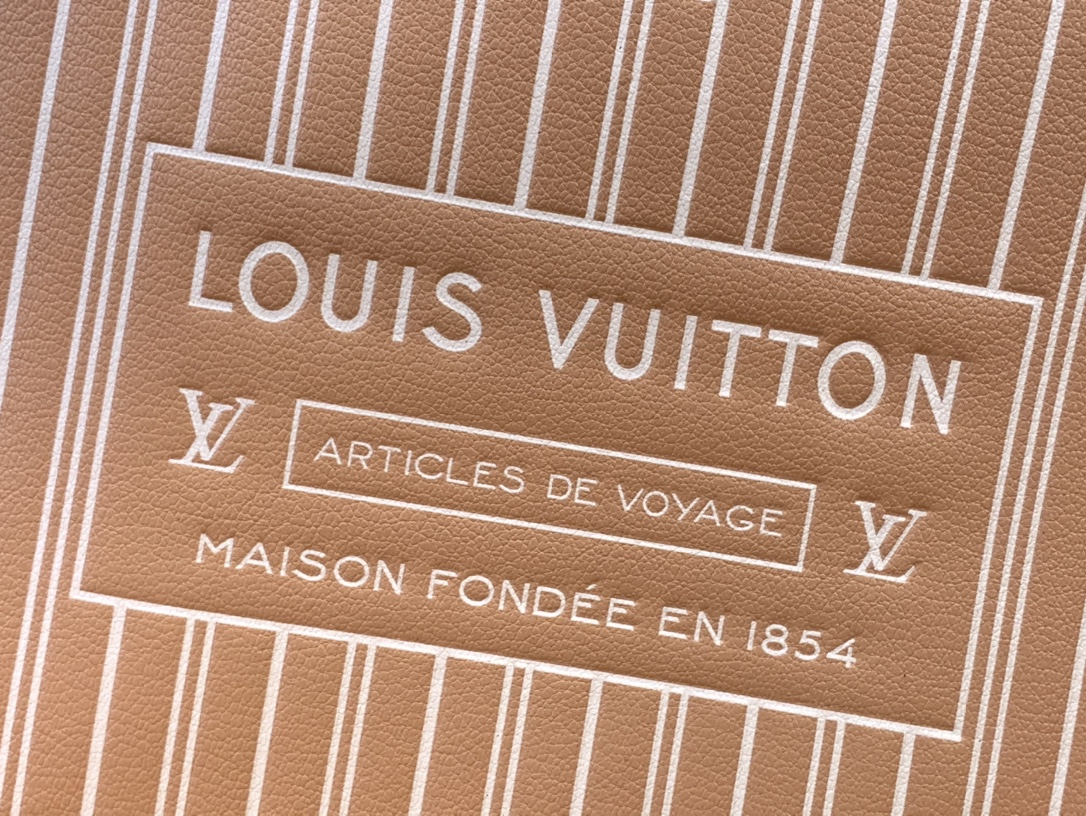 LOUIS VUITTON
LV ARTICLES DE VOYAGE LV
MAISON FONDÉE EN 1854